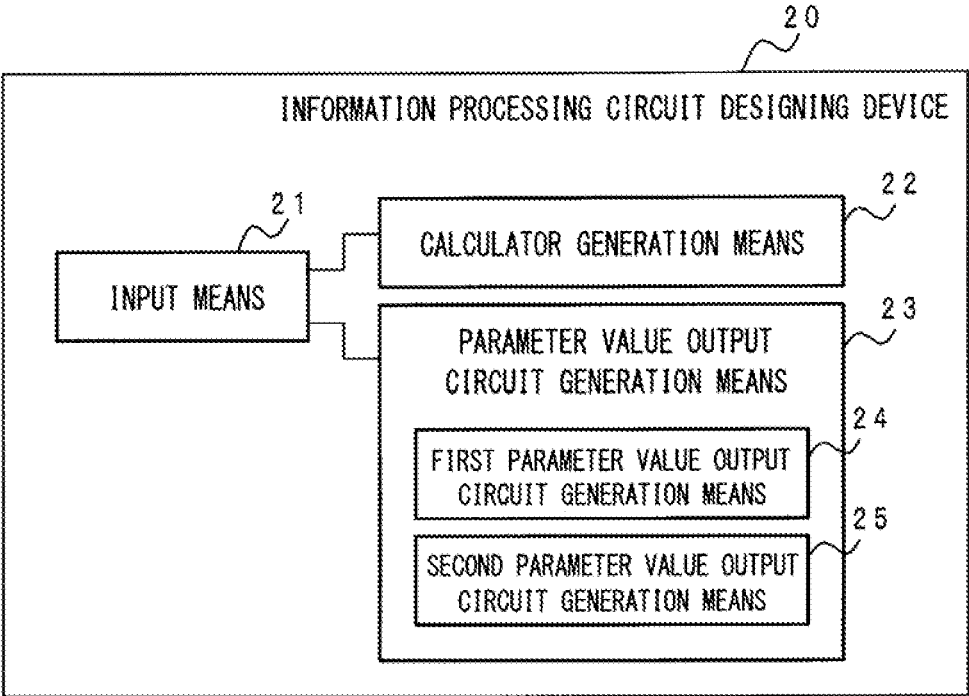 20
INFORMATION PROCESSING CIRCUIT DESIGNING DEVICE
21
INPUT MEANS
22
CALCULATOR GENERATION MEANS
23
PARAMETER VALUE OUTPUT
CIRCUIT GENERATION MEANS
24
FIRST PARAMETER VALUE OUTPUT
CIRCUIT GENERATION MEANS
25
SECOND PARAMETER VALUE OUTPUT
CIRCUIT GENERATION MEANS